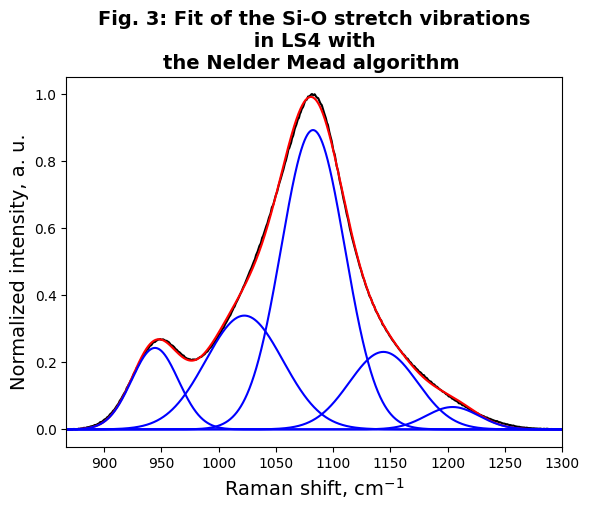 Fig. 3: Fit of the Si-O stretch vibrations
in LS4 with
the Nelder Mead algorithm
Normalized intensity, a. u.
1.0
0.8
0.6
0.4
0.2
0.0
900 950 1000 1050 1100 1150 1200 1250 1300
Raman shift, cm⁻¹